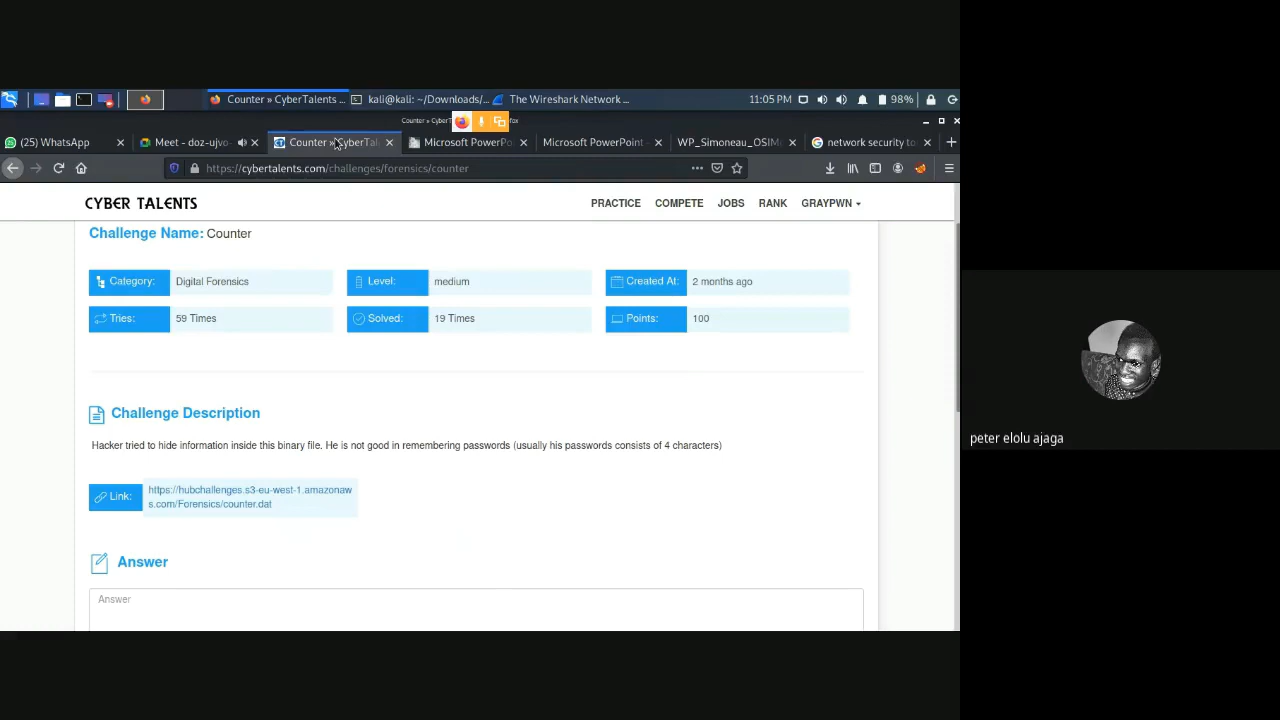 Counter » CyberTalents ...
kali@kali: ~/Downloads/...
The Wireshark Network ...
11:05 PM
98%
(25) WhatsApp
Meet - doz-ujvo-
Counter » CyberTal
Microsoft PowerPo
Microsoft PowerPoint -
WP_Simoneau_OSIM
network security to
https://cybertalents.com/challenges/forensics/counter
CYBER TALENTS
PRACTICE
COMPETE
JOBS
RANK
GRAYPWN
Challenge Name: Counter
Category:
Digital Forensics
Level:
medium
Created At:
2 months ago
Tries:
59 Times
Solved:
19 Times
Points:
100
Challenge Description
Hacker tried to hide information inside this binary file. He is not good in remembering passwords (usually his passwords consists of 4 characters)
Link:
https://hubchallenges.s3-eu-west-1.amazonaw
s.com/Forensics/counter.dat
Answer
Answer
peter elolu ajaga